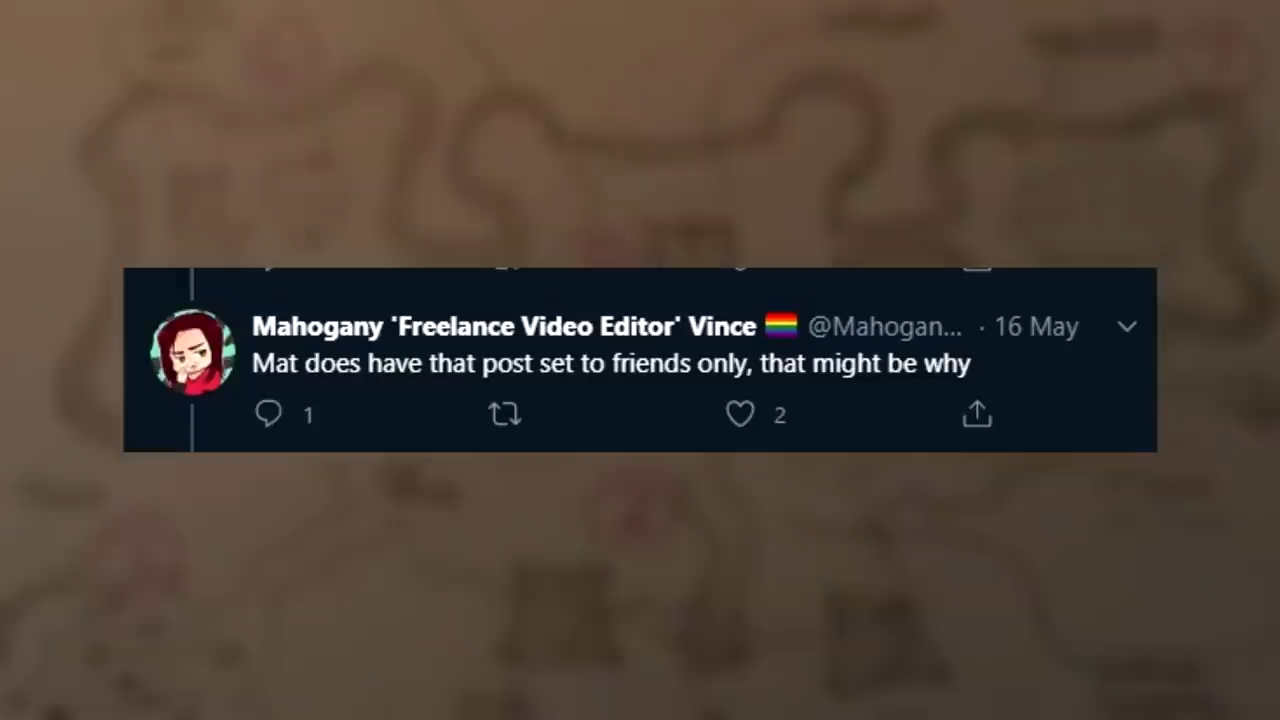 Mahogany 'Freelance Video Editor' Vince 🏳️‍🌈 @Mahogan... · 16 May
Mat does have that post set to friends only, that might be why
1 2